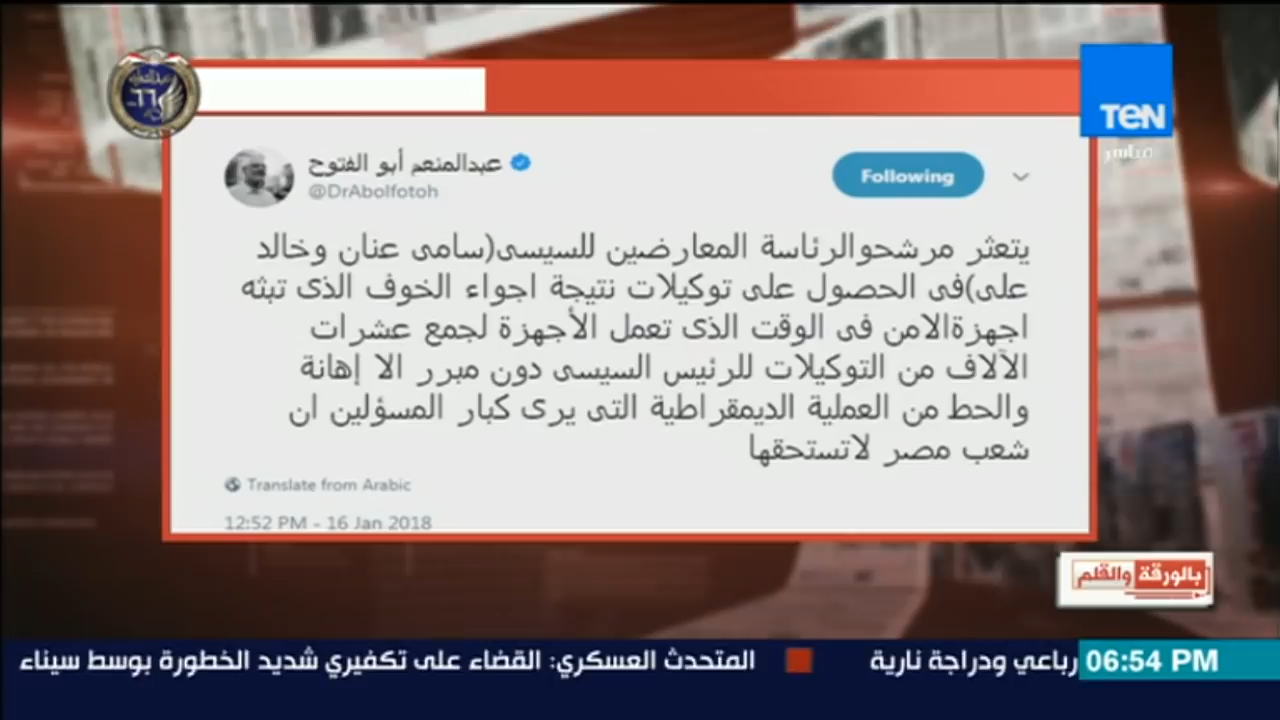 TEN
مباشر
عبدالمنعم أبو الفتوح
@DrAbolfotoh
Following
يتعثر مرشحوالرئاسة المعارضين للسيسى(سامى عنان وخالد
على)فى الحصول على توكيلات نتيجة اجواء الخوف الذى تبثه
اجهزةالامن فى الوقت الذى تعمل الأجهزة لجمع عشرات
الآلاف من التوكيلات للرئيس السيسى دون مبرر الا إهانة
والحط من العملية الديمقراطية التى يرى كبار المسؤلين ان
شعب مصر لاتستحقها
Translate from Arabic
12:52 PM - 16 Jan 2018
بالورقة والقلم
06:54 PM
رباعي ودراجة نارية
المتحدث العسكري: القضاء على تكفيري شديد الخطورة بوسط سيناء